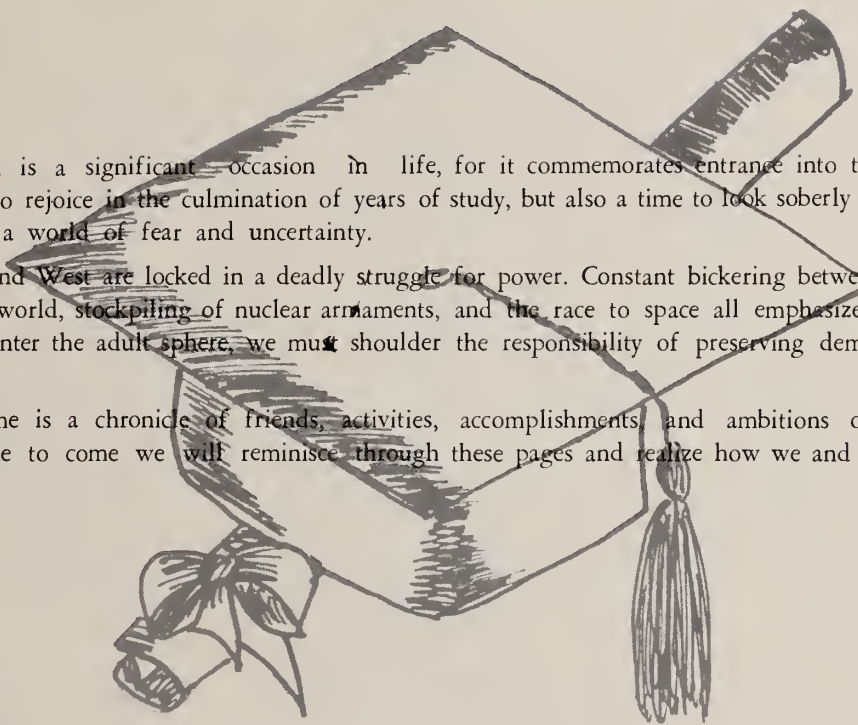 is a significant occasion in life, for it commemorates entrance into
o rejoice in the culmination of years of study, but also a time to look soberly
a world of fear and uncertainty.
nd West are locked in a deadly struggle for power. Constant bickering betwe
world, stockpiling of nuclear armaments, and the race to space all emphasize
nter the adult sphere, we must shoulder the responsibility of preserving dem
ne is a chronicle of friends, activities, accomplishments, and ambitions
e to come we will reminisce through these pages and realize how we and